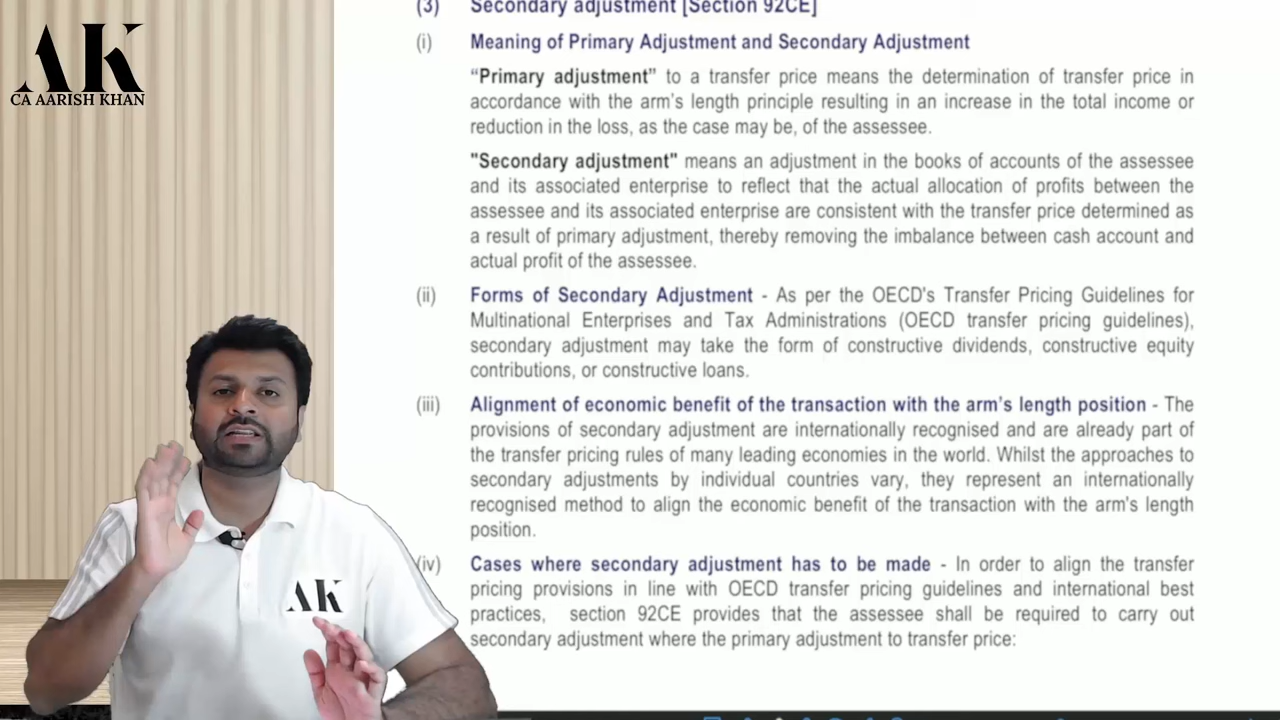 AK
CA AARISH KHAN
(3) Secondary adjustment [Section 92CE]
(i) Meaning of Primary Adjustment and Secondary Adjustment
“Primary adjustment” to a transfer price means the determination of transfer price in
accordance with the arm’s length principle resulting in an increase in the total income or
reduction in the loss, as the case may be, of the assessee.
"Secondary adjustment" means an adjustment in the books of accounts of the assessee
and its associated enterprise to reflect that the actual allocation of profits between the
assessee and its associated enterprise are consistent with the transfer price determined as
a result of primary adjustment, thereby removing the imbalance between cash account and
actual profit of the assessee.
(ii) Forms of Secondary Adjustment - As per the OECD's Transfer Pricing Guidelines for
Multinational Enterprises and Tax Administrations (OECD transfer pricing guidelines),
secondary adjustment may take the form of constructive dividends, constructive equity
contributions, or constructive loans.
(iii) Alignment of economic benefit of the transaction with the arm’s length position - The
provisions of secondary adjustment are internationally recognised and are already part of
the transfer pricing rules of many leading economies in the world. Whilst the approaches to
secondary adjustments by individual countries vary, they represent an internationally
recognised method to align the economic benefit of the transaction with the arm's length
position.
(iv) Cases where secondary adjustment has to be made - In order to align the transfer
pricing provisions in line with OECD transfer pricing guidelines and international best
practices, section 92CE provides that the assessee shall be required to carry out
secondary adjustment where the primary adjustment to transfer price:
AK